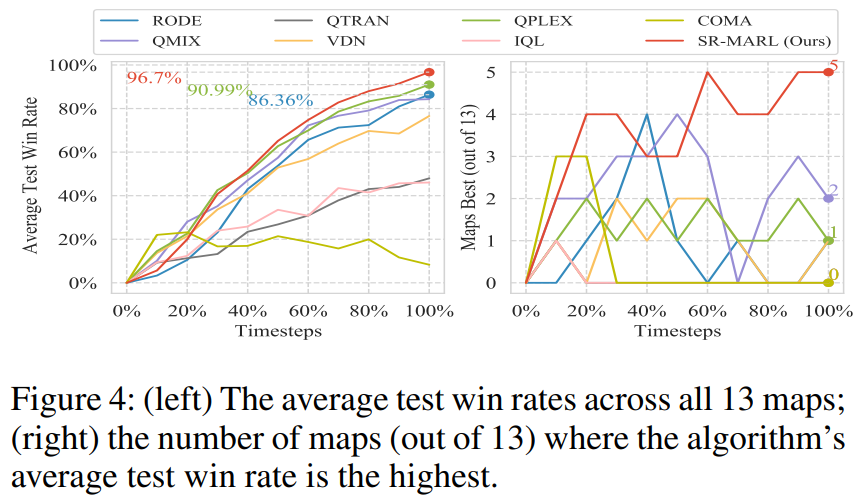 RODE QTRAN QPLEX COMA
QMIX VDN IQL SR-MARL (Ours)
100%
80%
60%
40%
20%
0%
Average Test Win Rate
96.7%
90.99%
86.36%
0% 20% 40% 60% 80% 100%
Timesteps
5
4
3
2
1
0
Maps Best (out of 13)
5
2
1
0
0% 20% 40% 60% 80% 100%
Timesteps
Figure 4: (left) The average test win rates across all 13 maps;
(right) the number of maps (out of 13) where the algorithm's
average test win rate is the highest.